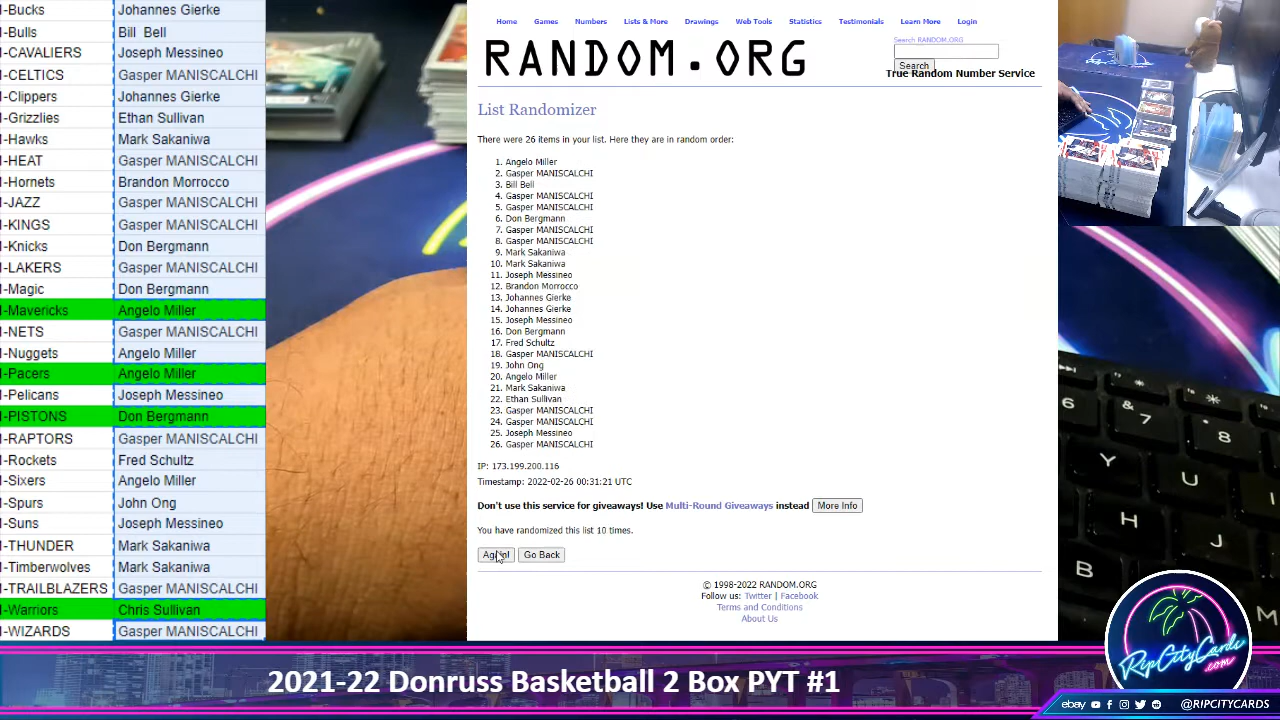 -Bucks Johannes Gierke
-Bulls Bill Bell
-CAVALIERS Joseph Messineo
-CELTICS Gasper MANISCALCHI
-Clippers Johannes Gierke
-Grizzlies Ethan Sullivan
-Hawks Mark Sakaniwa
-HEAT Gasper MANISCALCHI
-Hornets Brandon Morrocco
-JAZZ Gasper MANISCALCHI
-KINGS Gasper MANISCALCHI
-Knicks Don Bergmann
-LAKERS Gasper MANISCALCHI
-Magic Don Bergmann
-Mavericks Angelo Miller
-NETS Gasper MANISCALCHI
-Nuggets Angelo Miller
-Pacers Angelo Miller
-Pelicans Joseph Messineo
-PISTONS Don Bergmann
-RAPTORS Gasper MANISCALCHI
-Rockets Fred Schultz
-Sixers Angelo Miller
-Spurs John Ong
-Suns Joseph Messineo
-THUNDER Mark Sakaniwa
-Timberwolves Mark Sakaniwa
-TRAILBLAZERS Gasper MANISCALCHI
-Warriors Chris Sullivan
-WIZARDS Gasper MANISCALCHI
Home Games Numbers Lists & More Drawings Web Tools Statistics Testimonials Learn More Login
RANDOM.ORG
Search RANDOM.ORG
Search
True Random Number Service
List Randomizer
There were 26 items in your list. Here they are in random order:
1. Angelo Miller
2. Gasper MANISCALCHI
3. Bill Bell
4. Gasper MANISCALCHI
5. Gasper MANISCALCHI
6. Don Bergmann
7. Gasper MANISCALCHI
8. Gasper MANISCALCHI
9. Mark Sakaniwa
10. Mark Sakaniwa
11. Joseph Messineo
12. Brandon Morrocco
13. Johannes Gierke
14. Johannes Gierke
15. Joseph Messineo
16. Don Bergmann
17. Fred Schultz
18. Gasper MANISCALCHI
19. John Ong
20. Angelo Miller
21. Mark Sakaniwa
22. Ethan Sullivan
23. Gasper MANISCALCHI
24. Gasper MANISCALCHI
25. Joseph Messineo
26. Gasper MANISCALCHI
IP: 173.199.200.116
Timestamp: 2022-02-26 00:31:21 UTC
Don't use this service for giveaways! Use Multi-Round Giveaways instead More Info
You have randomized this list 10 times.
Again! Go Back
© 1998-2022 RANDOM.ORG
Follow us: Twitter | Facebook
Terms and Conditions
About Us
6 7 8
&
Y U
H
J
B N M
2021-22 Donruss Basketball 2 Box PYT #1
RipCityCards
.com
ebay @RIPCITYCARDS